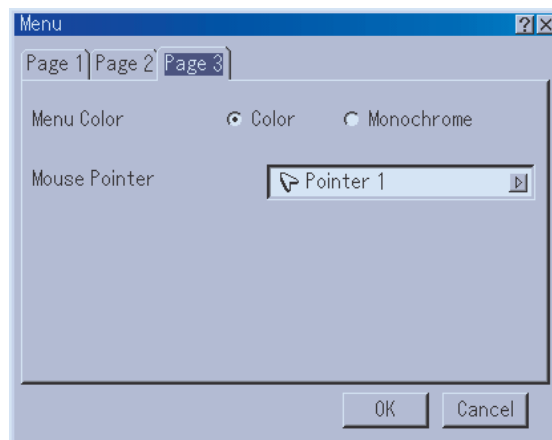 Menu
Page 1 Page 2 Page 3
Menu Color Color Monochrome
Mouse Pointer Pointer 1
OK Cancel